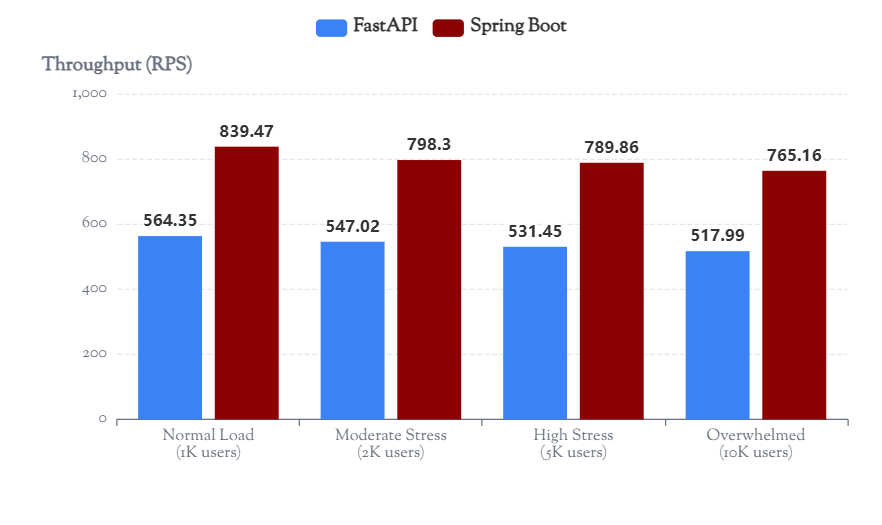 FastAPI Spring Boot
Throughput (RPS)
1,000
800
600
400
200
0
839.47
798.3
789.86
765.16
564.35
547.02
531.45
517.99
Normal Load
(1K users)
Moderate Stress
(2K users)
High Stress
(5K users)
Overwhelmed
(10K users)